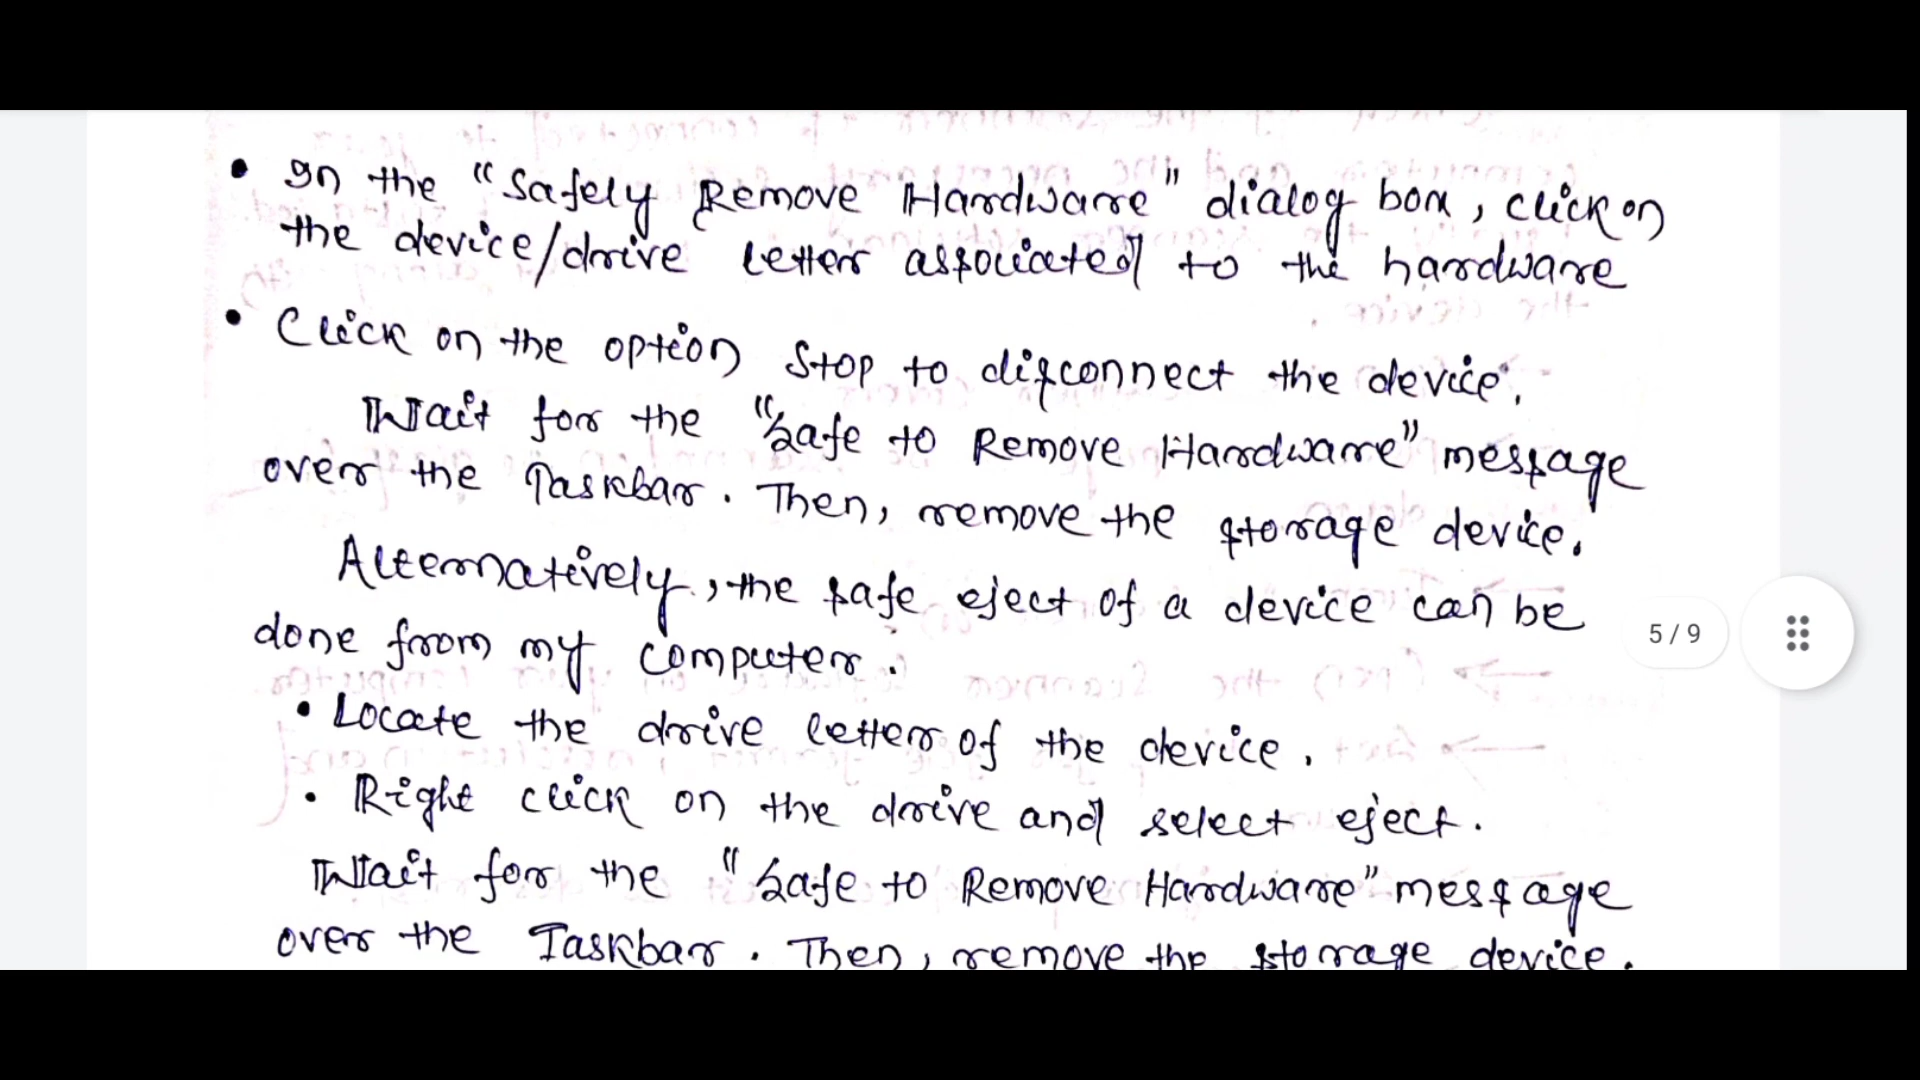 • In the "Safely Remove Hardware" dialog box, click on
the device/drive letter associated to the hardware
• Click on the option Stop to disconnect the device.
Wait for the "Safe to Remove Hardware" message
over the Taskbar. Then, remove the storage device.
Alternatively, the safe eject of a device can be
done from my computer.
• Locate the drive letter of the device.
• Right click on the drive and select eject.
Wait for the "Safe to Remove Hardware" message
over the Taskbar. Then, remove the storage device.
5 / 9